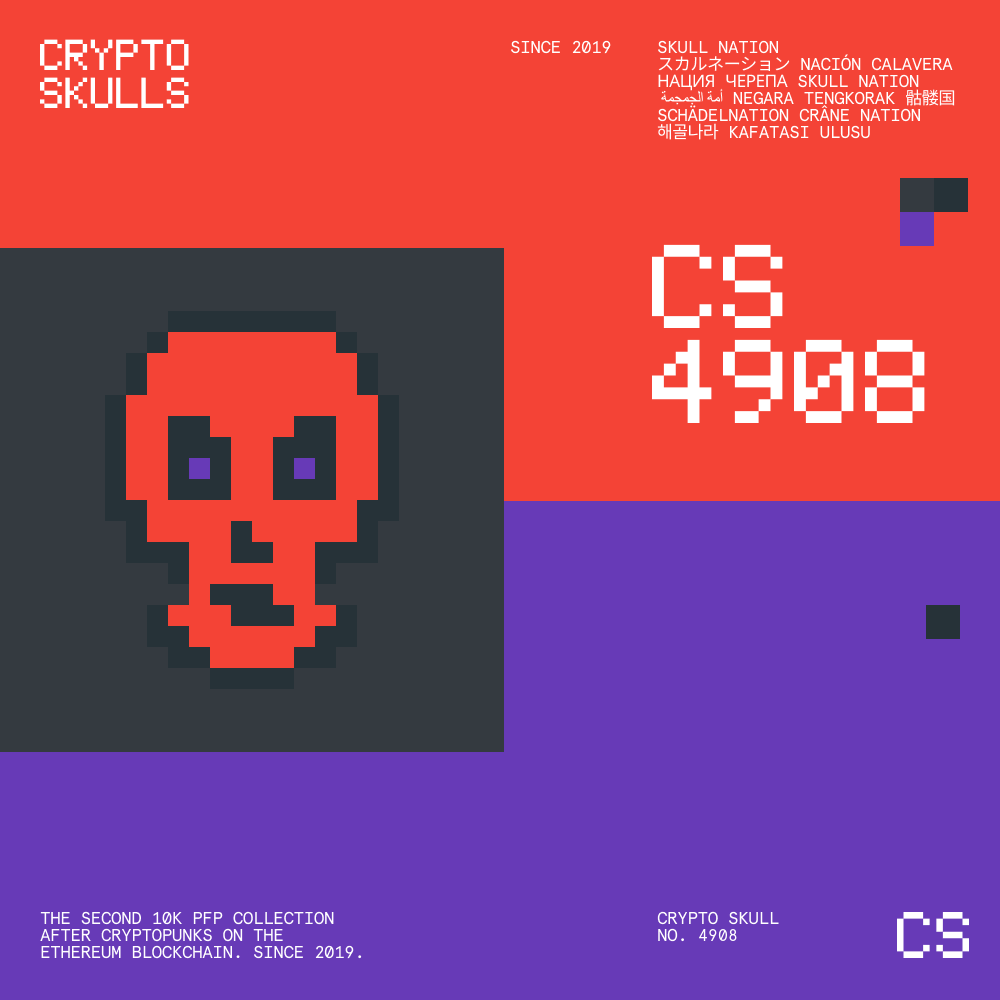 CRYPTO
SKULLS
SINCE 2019
SKULL NATION
スカルネーション NACIÓN CALAVERA
НАЦИЯ ЧЕРЕПА SKULL NATION
أمة الجمجمة NEGARA TENGKORAK 骷髅国
SCHÄDELNATION CRÂNE NATION
해골나라 KAFATASI ULUSU
CS
4908
THE SECOND 10K PFP COLLECTION
AFTER CRYPTOPUNKS ON THE
ETHEREUM BLOCKCHAIN. SINCE 2019.
CRYPTO SKULL
NO. 4908
CS